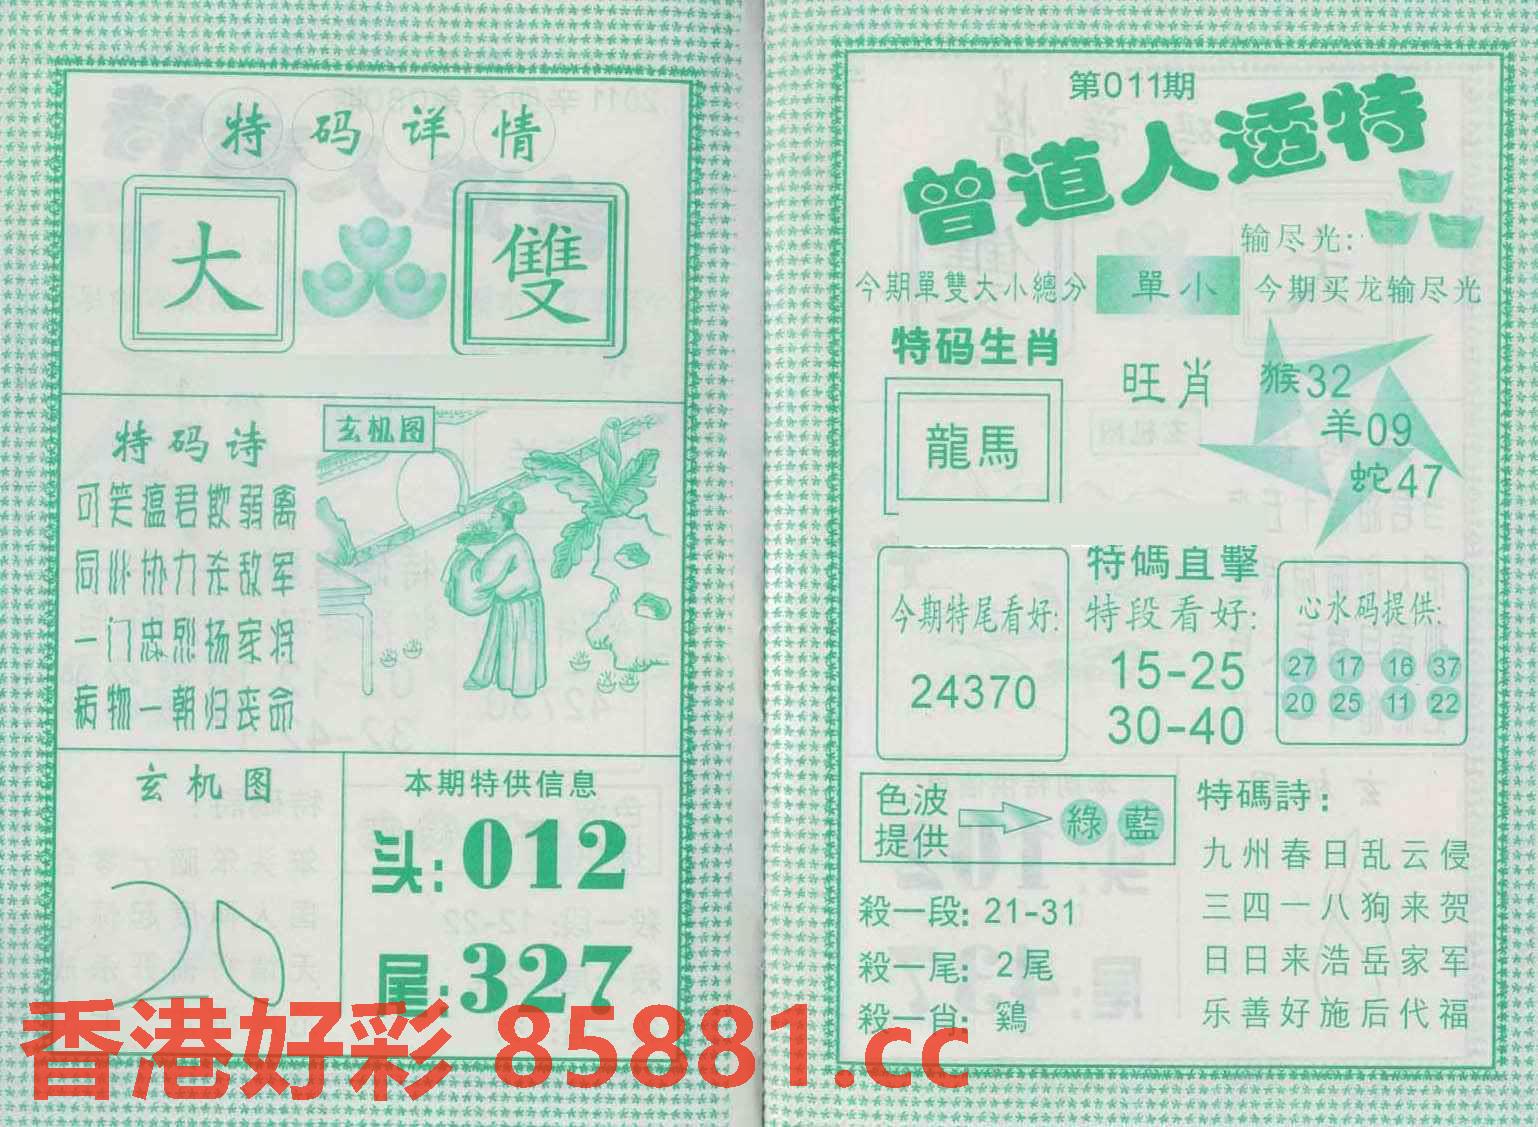 特码详情
大 雙
特码诗
可笑瘟君欺弱禽
同州协力杀敌军
一门忠烈扬家将
病物一朝归丧命
玄机图
玄机图
本期特供信息
头:012
尾:327
第011期
曾道人透特
输尽光:
今期單雙大小總分 單小 今期买龙输尽光
特码生肖
龍馬
旺肖
猴32
羊09
蛇47
今期特尾看好:
24370
特碼直擊
特段看好:
15-25
30-40
心水码提供:
27 17 16 37
20 25 11 22
色波
提供
綠 藍
殺一段: 21-31
殺一尾: 2尾
殺一肖: 鷄
特碼詩:
九州春日乱云侵
三四一八狗来贺
日日来浩岳家军
乐善好施后代福
香港好彩 85881.cc